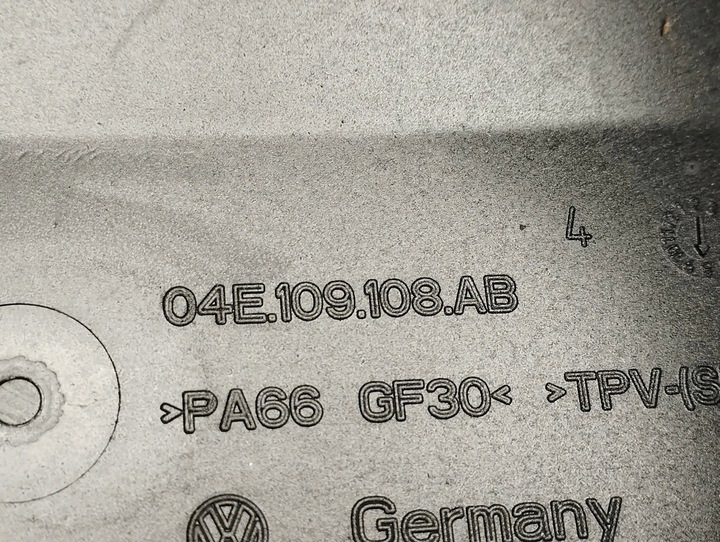 4
04E.109.108.AB
>PA66 GF30< >TPV-(S
Germany